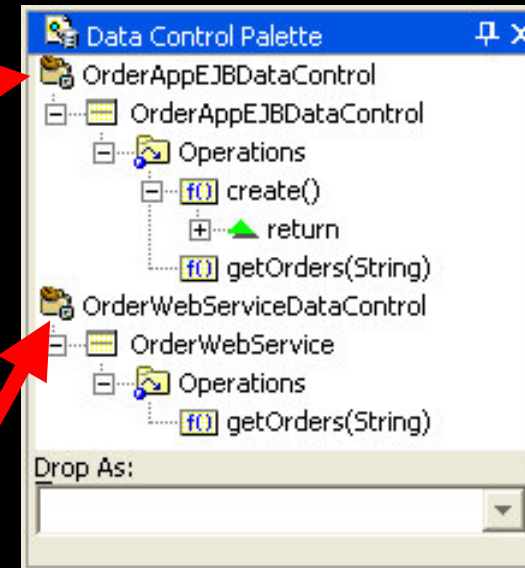 Data Control Palette
OrderAppEJBDataControl
OrderAppEJBDataControl
Operations
f() create()
return
f() getOrders(String)
OrderWebServiceDataControl
OrderWebService
Operations
f() getOrders(String)
Drop As: